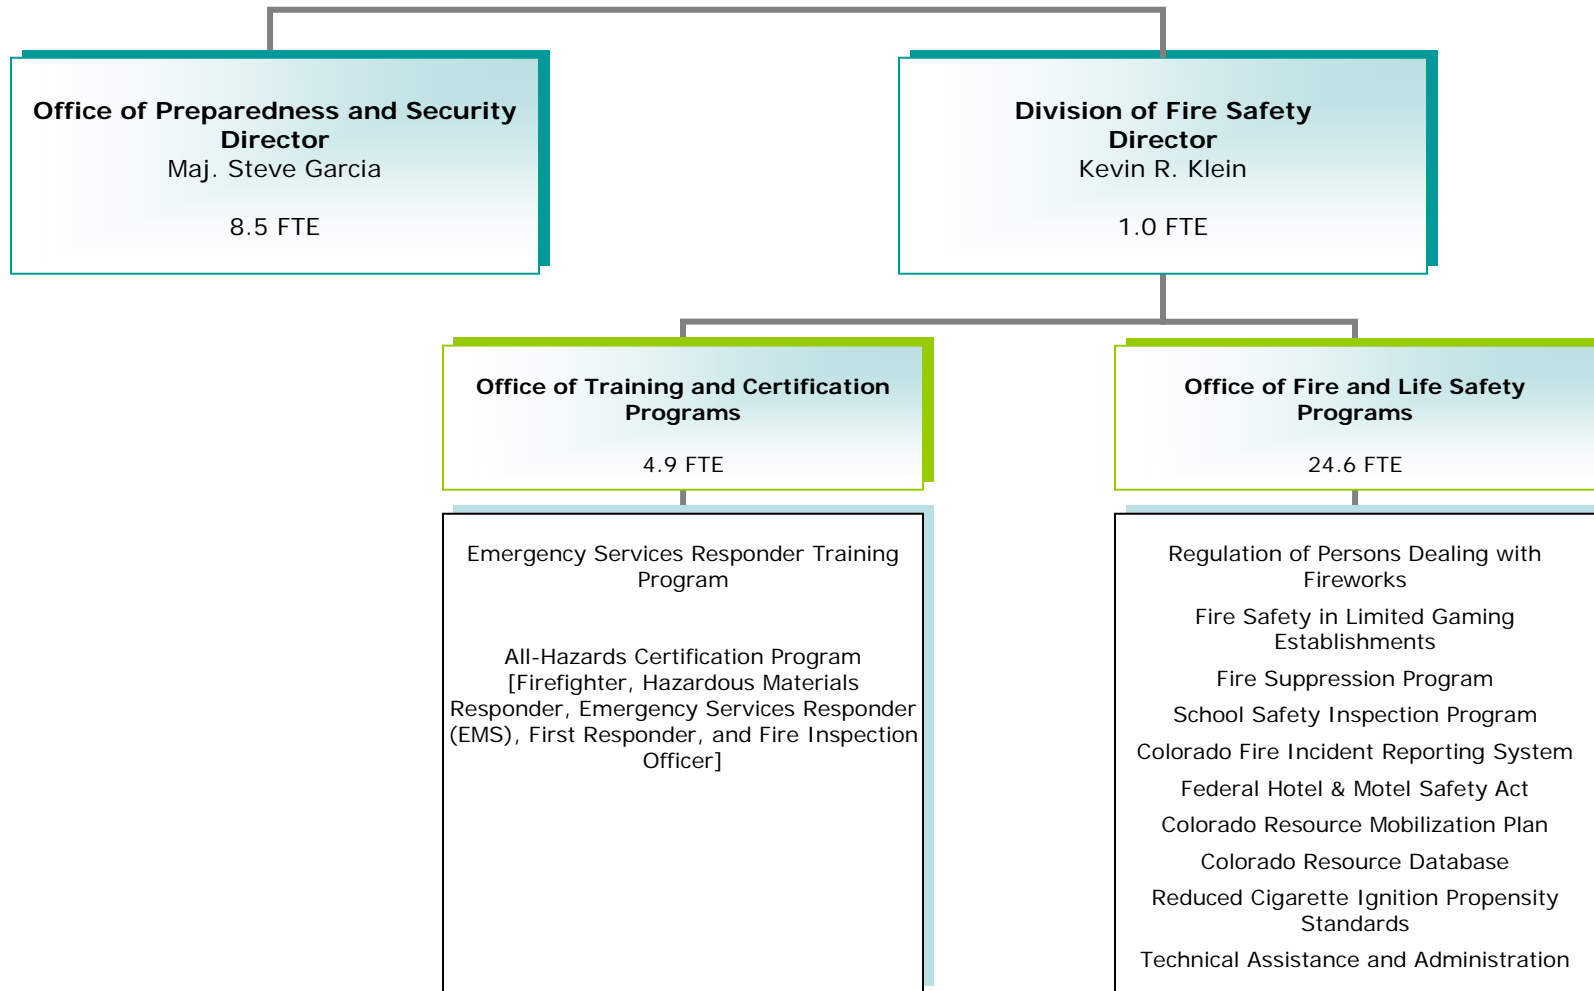 Office of Preparedness and Security
Director
Maj. Steve Garcia
8.5 FTE
Division of Fire Safety
Director
Kevin R. Klein
1.0 FTE
Office of Training and Certification
Programs
4.9 FTE
Office of Fire and Life Safety
Programs
24.6 FTE
Emergency Services Responder Training
Program
All-Hazards Certification Program
[Firefighter, Hazardous Materials
Responder, Emergency Services Responder
(EMS), First Responder, and Fire Inspection
Officer]
Regulation of Persons Dealing with
Fireworks
Fire Safety in Limited Gaming
Establishments
Fire Suppression Program
School Safety Inspection Program
Colorado Fire Incident Reporting System
Federal Hotel & Motel Safety Act
Colorado Resource Mobilization Plan
Colorado Resource Database
Reduced Cigarette Ignition Propensity
Standards
Technical Assistance and Administration